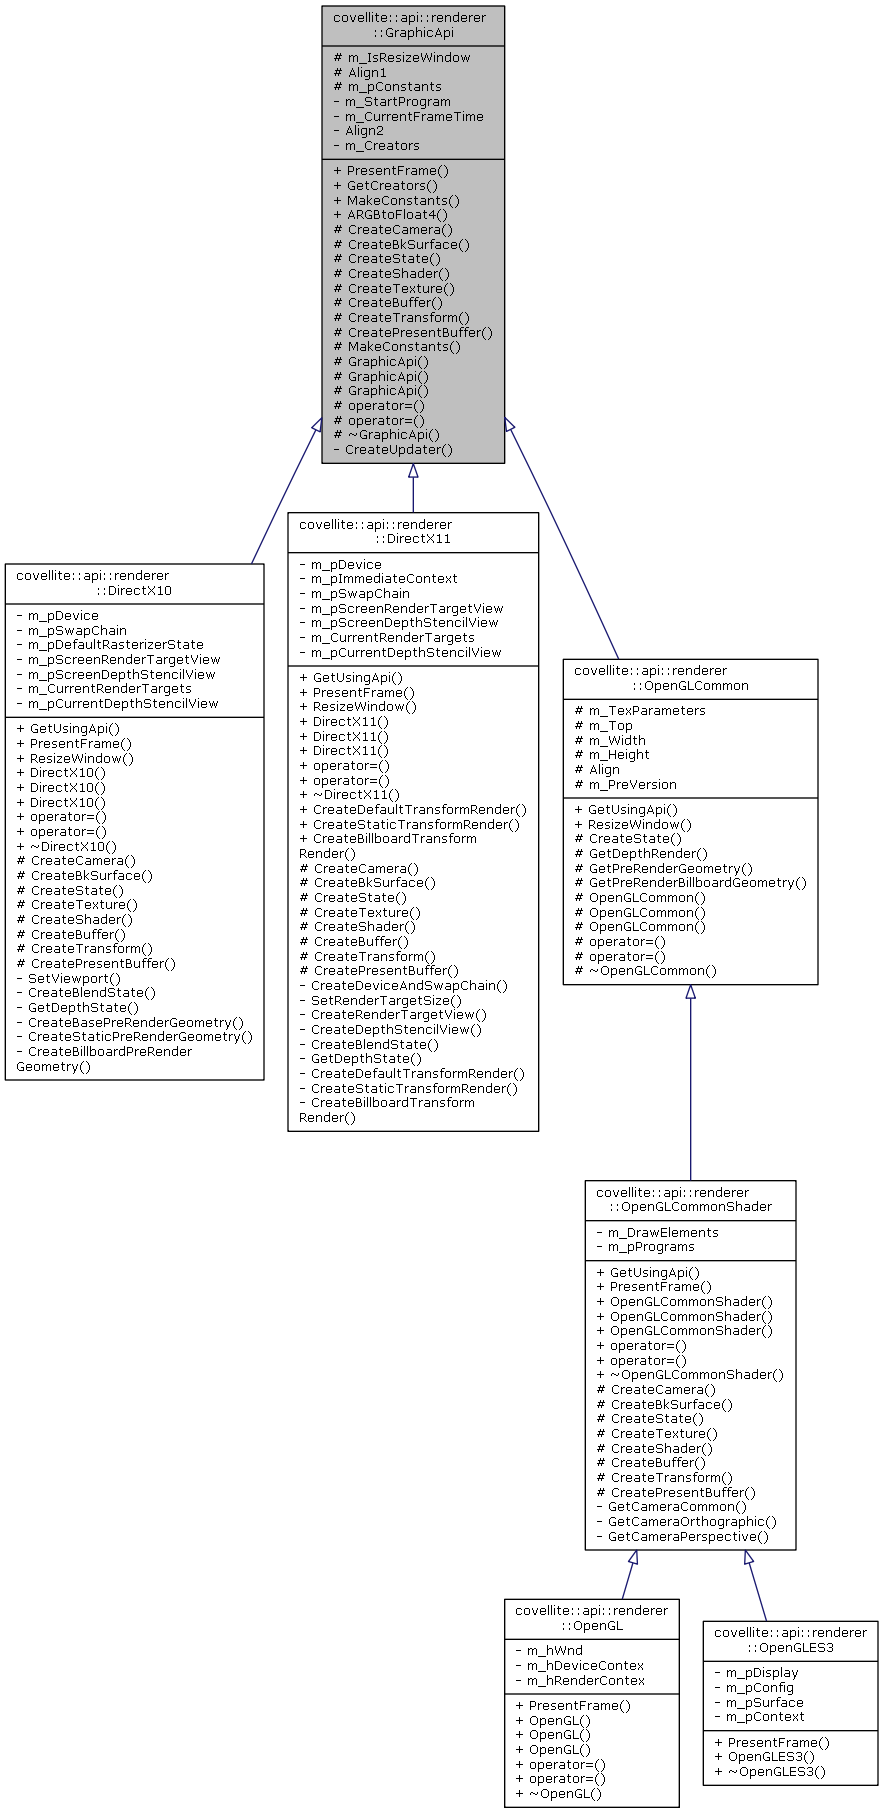 covellite::api::renderer
::GraphicApi
# m_IsResizeWindow
# Align1
# m_pConstants
- m_StartProgram
- m_CurrentFrameTime
- Align2
- m_Creators
+ PresentFrame()
+ GetCreators()
+ MakeConstants()
+ ARGBtoFloat4()
# CreateCamera()
# CreateBkSurface()
# CreateState()
# CreateShader()
# CreateTexture()
# CreateBuffer()
# CreateTransform()
# CreatePresentBuffer()
# MakeConstants()
# GraphicApi()
# GraphicApi()
# GraphicApi()
# operator=()
# operator=()
# ~GraphicApi()
- CreateUpdater()
covellite::api::renderer
::DirectX10
- m_pDevice
- m_pSwapChain
- m_pDefaultRasterizerState
- m_pScreenRenderTargetView
- m_pScreenDepthStencilView
- m_CurrentRenderTargets
- m_pCurrentDepthStencilView
+ GetUsingApi()
+ PresentFrame()
+ ResizeWindow()
+ DirectX10()
+ DirectX10()
+ DirectX10()
+ operator=()
+ operator=()
+ ~DirectX10()
# CreateCamera()
# CreateBkSurface()
# CreateState()
# CreateTexture()
# CreateShader()
# CreateBuffer()
# CreateTransform()
# CreatePresentBuffer()
- SetViewport()
- CreateBlendState()
- GetDepthState()
- CreateBasePreRenderGeometry()
- CreateStaticPreRenderGeometry()
- CreateBillboardPreRender
Geometry()
covellite::api::renderer
::DirectX11
- m_pDevice
- m_pImmediateContext
- m_pSwapChain
- m_pScreenRenderTargetView
- m_pScreenDepthStencilView
- m_CurrentRenderTargets
- m_pCurrentDepthStencilView
+ GetUsingApi()
+ PresentFrame()
+ ResizeWindow()
+ DirectX11()
+ DirectX11()
+ DirectX11()
+ operator=()
+ operator=()
+ ~DirectX11()
+ CreateDefaultTransformRender()
+ CreateStaticTransformRender()
+ CreateBillboardTransform
Render()
# CreateCamera()
# CreateBkSurface()
# CreateState()
# CreateTexture()
# CreateShader()
# CreateBuffer()
# CreateTransform()
# CreatePresentBuffer()
- CreateDeviceAndSwapChain()
- SetRenderTargetSize()
- CreateRenderTargetView()
- CreateDepthStencilView()
- CreateBlendState()
- GetDepthState()
- CreateDefaultTransformRender()
- CreateStaticTransformRender()
- CreateBillboardTransform
Render()
covellite::api::renderer
::OpenGLCommon
# m_TexParameters
# m_Top
# m_Width
# m_Height
# Align
# m_PreVersion
+ GetUsingApi()
+ ResizeWindow()
# CreateState()
# GetDepthRender()
# GetPreRenderGeometry()
# GetPreRenderBillboardGeometry()
# OpenGLCommon()
# OpenGLCommon()
# OpenGLCommon()
# operator=()
# operator=()
# ~OpenGLCommon()
covellite::api::renderer
::OpenGLCommonShader
- m_DrawElements
- m_pPrograms
+ GetUsingApi()
+ PresentFrame()
+ OpenGLCommonShader()
+ OpenGLCommonShader()
+ OpenGLCommonShader()
+ operator=()
+ operator=()
+ ~OpenGLCommonShader()
# CreateCamera()
# CreateBkSurface()
# CreateState()
# CreateTexture()
# CreateShader()
# CreateBuffer()
# CreateTransform()
# CreatePresentBuffer()
- GetCameraCommon()
- GetCameraOrthographic()
- GetCameraPerspective()
covellite::api::renderer
::OpenGL
- m_hWnd
- m_hDeviceContex
- m_hRenderContex
+ PresentFrame()
+ OpenGL()
+ OpenGL()
+ OpenGL()
+ operator=()
+ operator=()
+ ~OpenGL()
covellite::api::renderer
::OpenGLES3
- m_pDisplay
- m_pConfig
- m_pSurface
- m_pContext
+ PresentFrame()
+ OpenGLES3()
+ ~OpenGLES3()